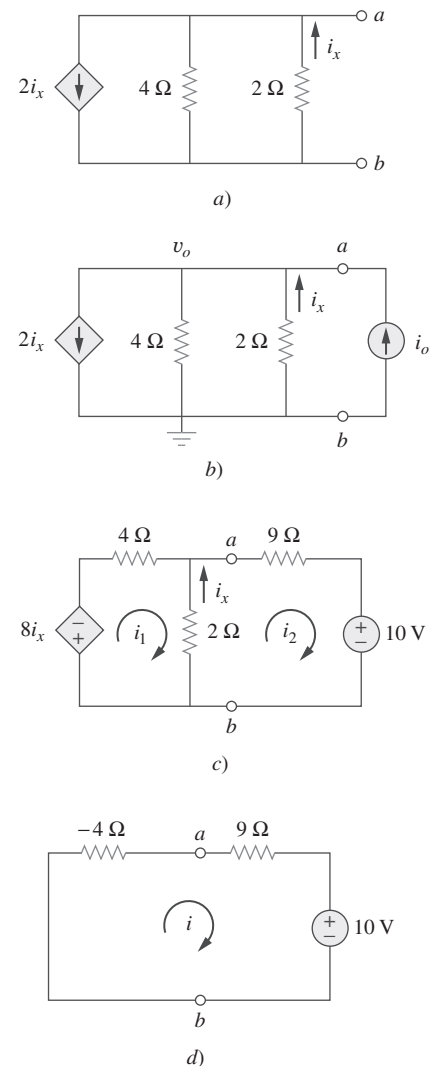 a
2i_x 4 Ω 2 Ω i_x
b
a)
v_o a
2i_x 4 Ω 2 Ω i_x i_o
b
b)
4 Ω a 9 Ω
8i_x − + i_1 i_x 2 Ω i_2 + − 10 V
b
c)
−4 Ω a 9 Ω
i + − 10 V
b
d)